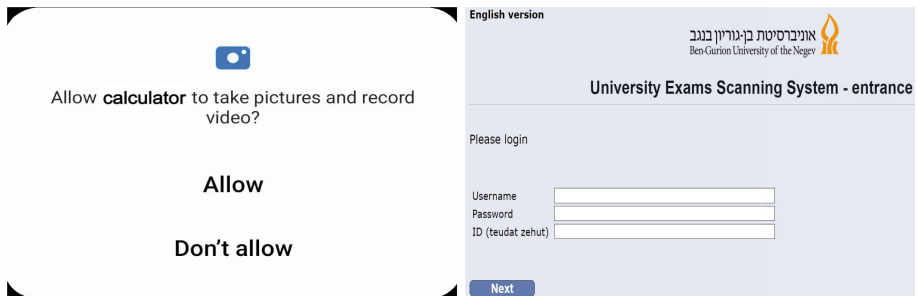 Allow calculator to take pictures and record
video?
Allow
Don't allow
English version
אוניברסיטת בן-גוריון בנגב
Ben-Gurion University of the Negev
University Exams Scanning System - entrance
Please login
Username
Password
ID (teudat zehut)
Next